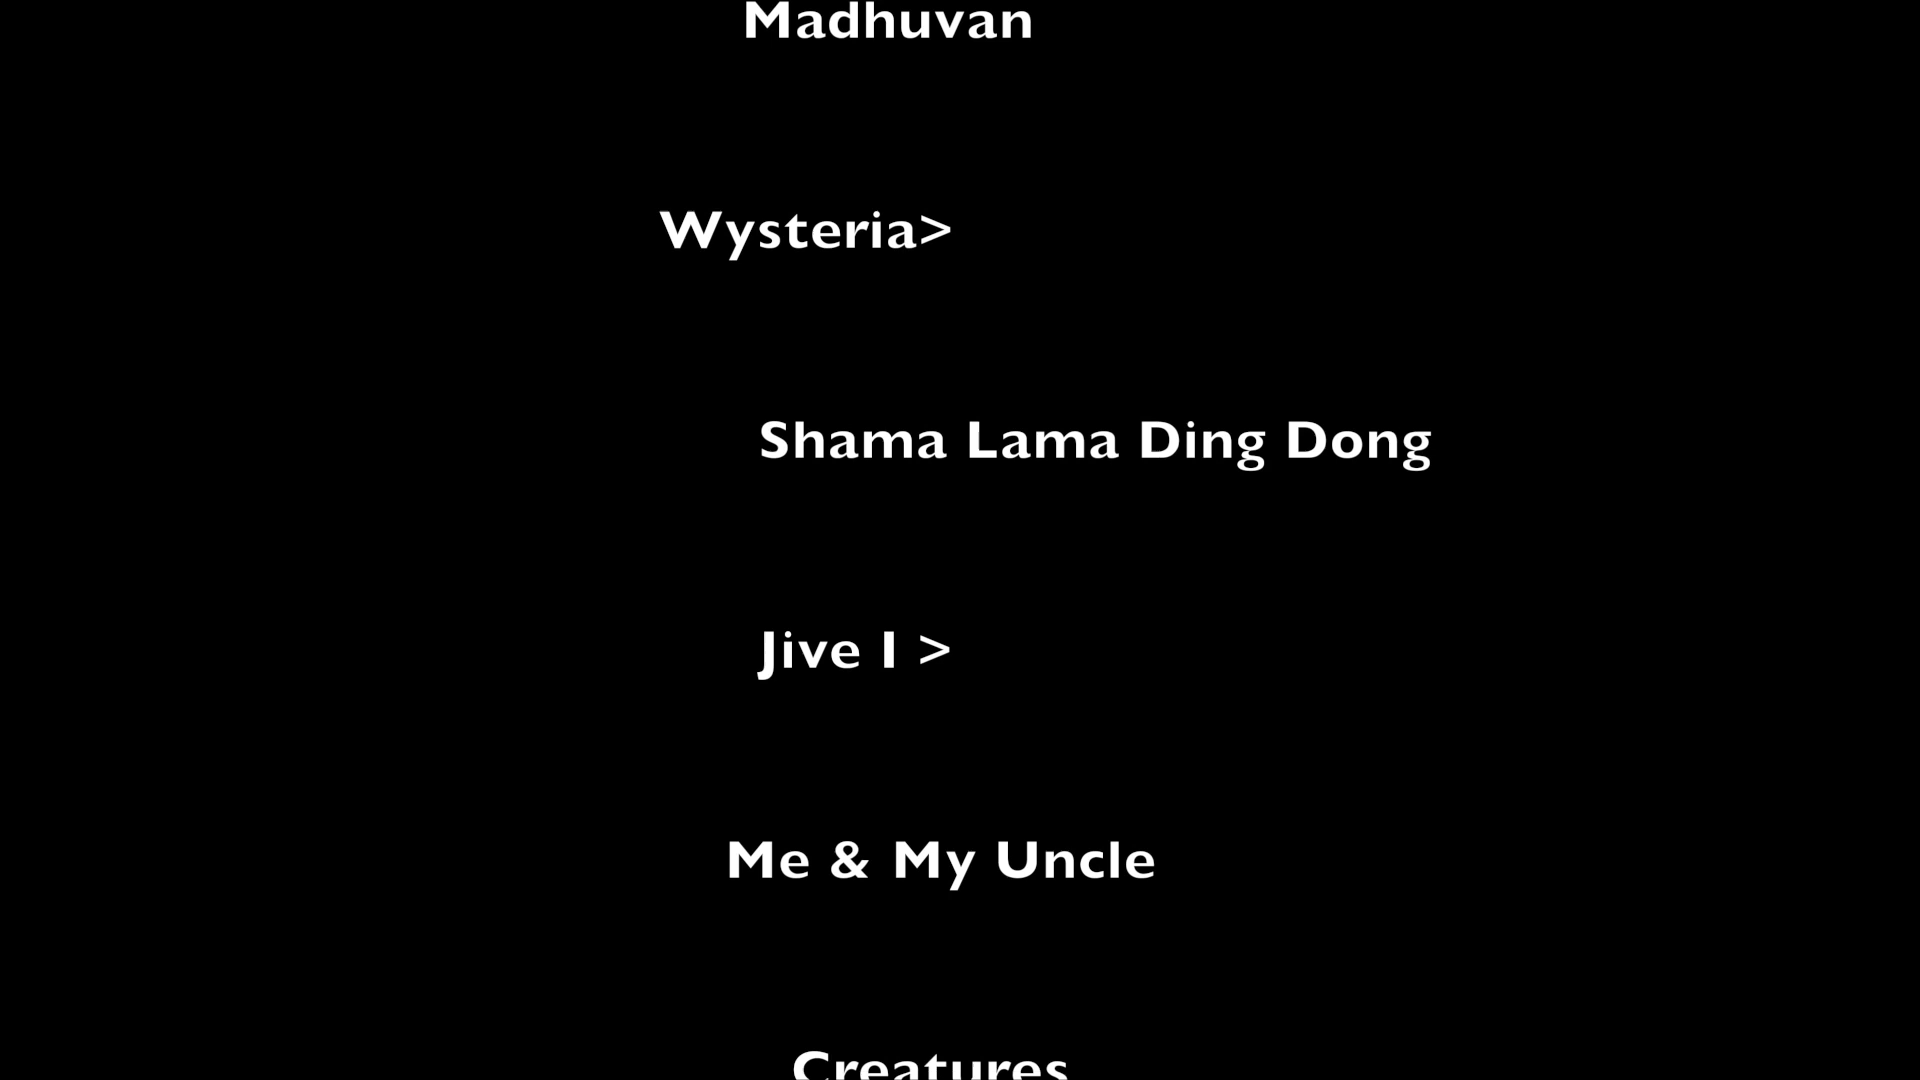 Madhuvan
Wysteria>
Shama Lama Ding Dong
Jive I >
Me & My Uncle
Creatures